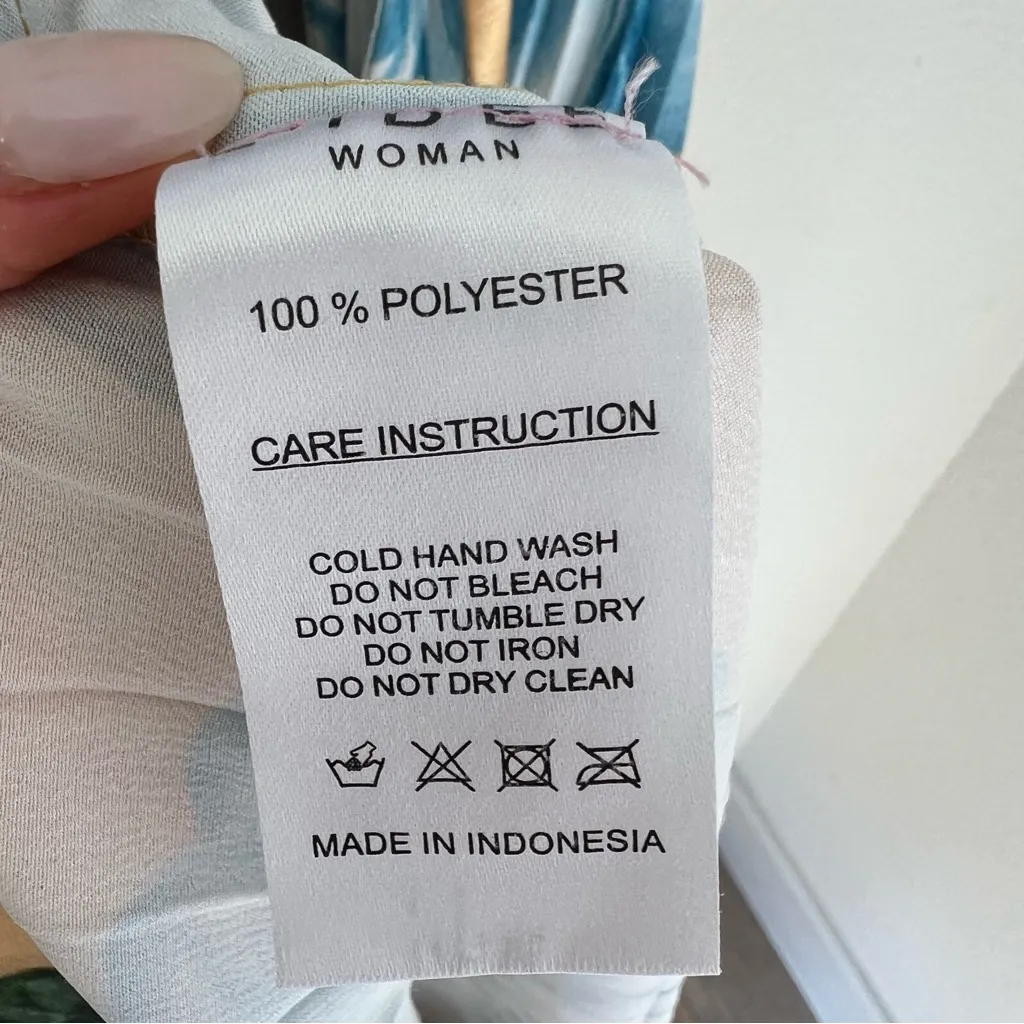 WOMAN
100 % POLYESTER
CARE INSTRUCTION
COLD HAND WASH
DO NOT BLEACH
DO NOT TUMBLE DRY
DO NOT IRON
DO NOT DRY CLEAN
MADE IN INDONESIA